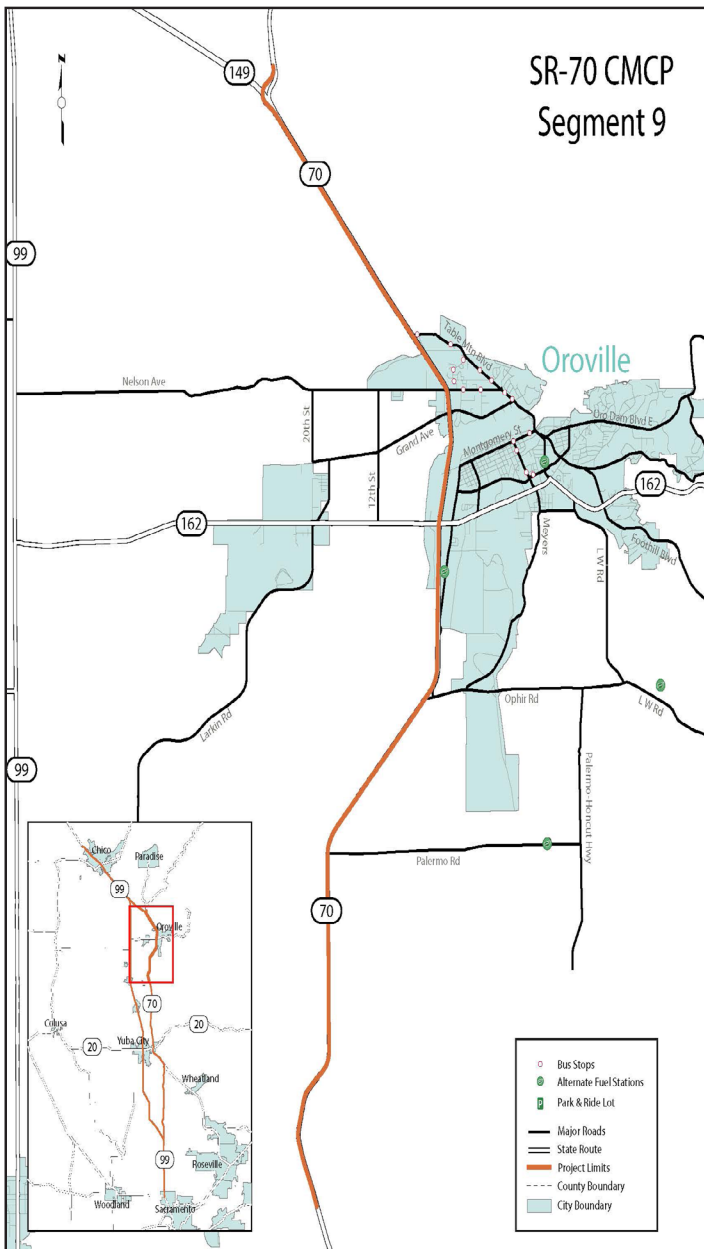 SR-70 CMCP
Segment 9
N
149
70
99
Table Mtn Blvd
Oroville
Nelson Ave
20th St
Grand Ave
Montgomery St
Oro Dam Blvd E
12th St
162
162
Meyers
L W Rd
Foothill Blvd
Larkin Rd
Ophir Rd
L W Rd
99
Palermo-Honcut Hwy
Palermo Rd
70
Chico
Paradise
99
Oroville
70
Colusa
20
20
Yuba City
Wheatland
99
Roseville
Woodland
Sacramento
Bus Stops
Alternate Fuel Stations
P
Park & Ride Lot
Major Roads
State Route
Project Limits
County Boundary
City Boundary